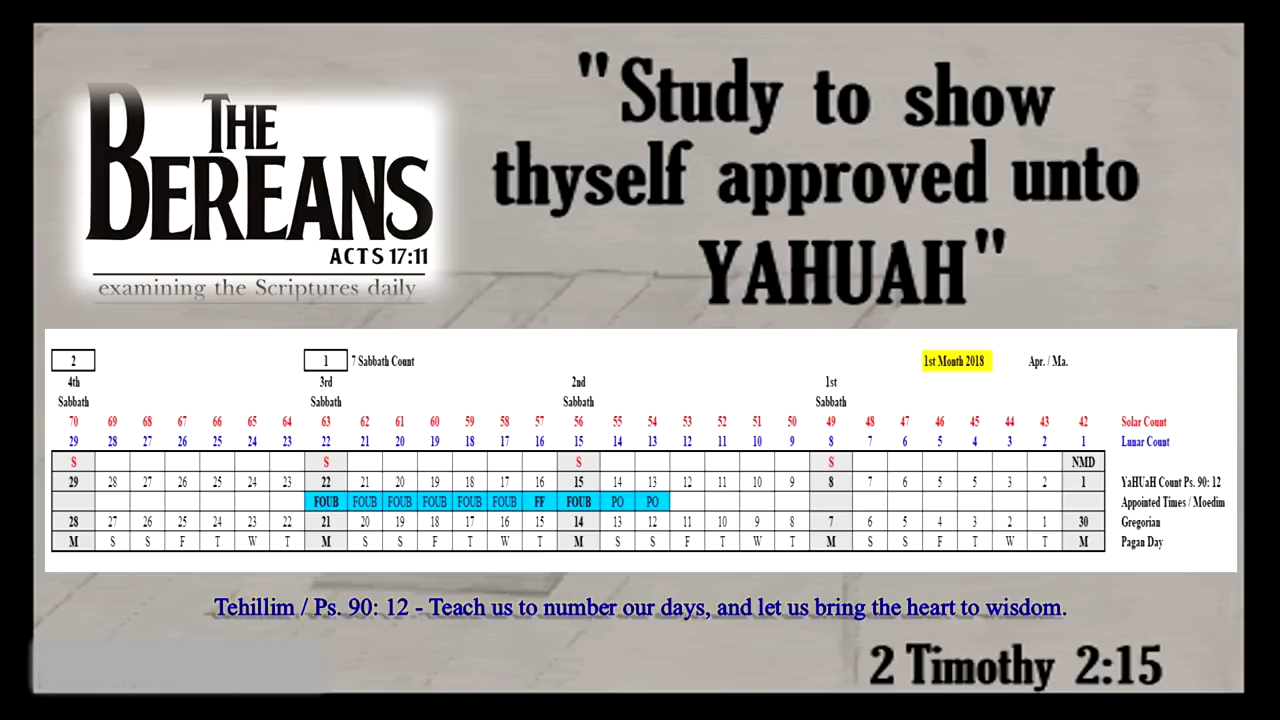 THE
BEREANS
ACTS 17:11
examining the Scriptures daily
"Study to show
thyself approved unto
YAHUAH"
2 1 7 Sabbath Count 1st Month 2018 Apr. / Ma.
4th 3rd 2nd 1st
Sabbath Sabbath Sabbath Sabbath
70 69 68 67 66 65 64 63 62 61 60 59 58 57 56 55 54 53 52 51 50 49 48 47 46 45 44 43 42 Solar Count
29 28 27 26 25 24 23 22 21 20 19 18 17 16 15 14 13 12 11 10 9 8 7 6 5 4 3 2 1 Lunar Count
S S S S NMD
29 28 27 26 25 24 23 22 21 20 19 18 17 16 15 14 13 12 11 10 9 8 7 6 5 5 3 2 1 YaHUaH Count Ps. 90: 12
FOUB FOUB FOUB FOUB FOUB FOUB FF FOUB PO PO Appointed Times / Moedim
28 27 26 25 24 23 22 21 20 19 18 17 16 15 14 13 12 11 10 9 8 7 6 5 4 3 2 1 30 Gregorian
M S S F T W T M S S F T W T M S S F T W T M S S F T W T M Pagan Day
Tehillim / Ps. 90: 12 - Teach us to number our days, and let us bring the heart to wisdom.
2 Timothy 2:15